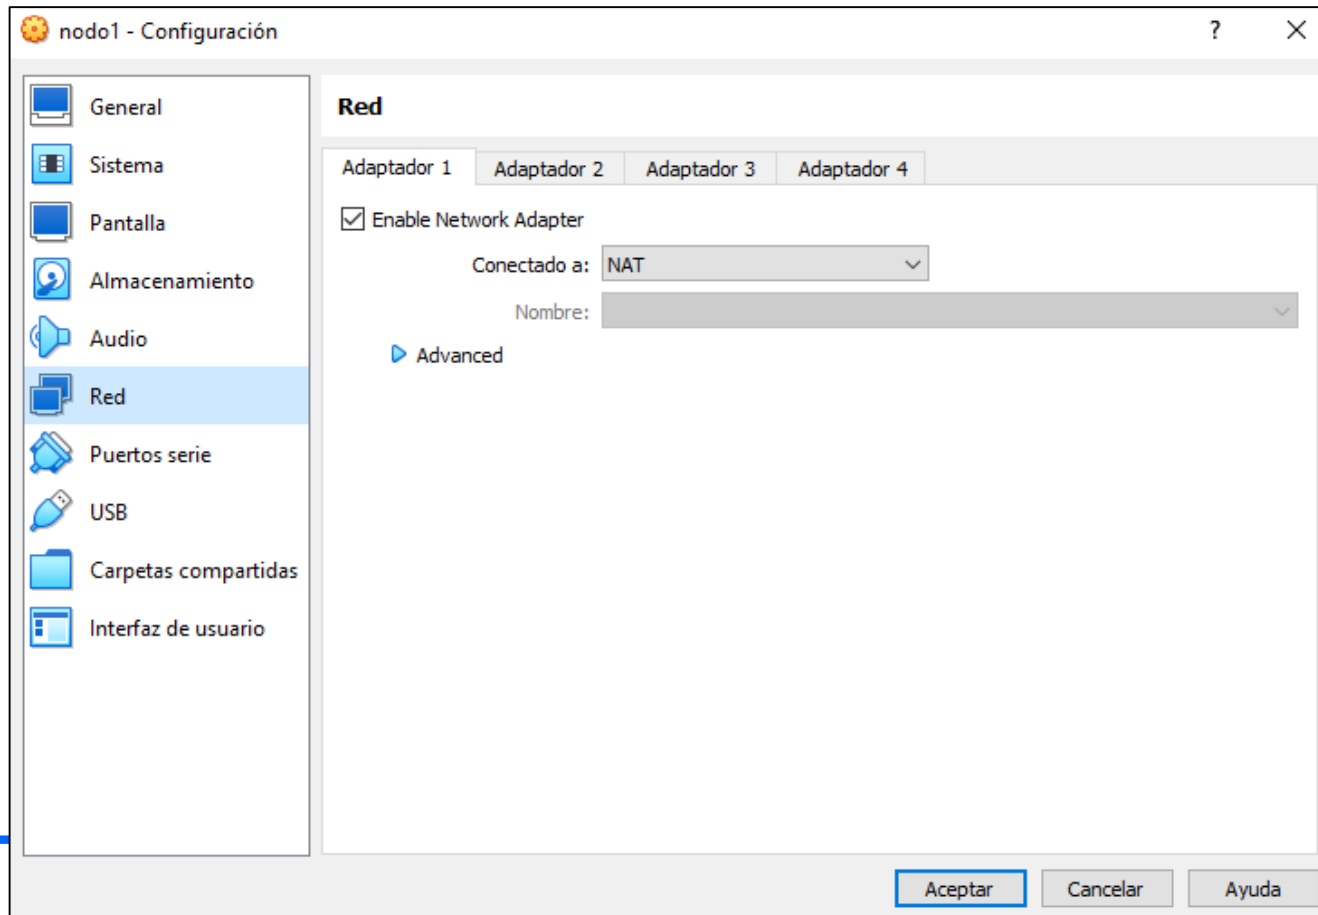 nodo1 - Configuración
?
General
Sistema
Pantalla
Almacenamiento
Audio
Red
Puertos serie
USB
Carpetas compartidas
Interfaz de usuario
Red
Adaptador 1 Adaptador 2 Adaptador 3 Adaptador 4
Enable Network Adapter
Conectado a: NAT
Nombre:
Advanced
Aceptar Cancelar Ayuda